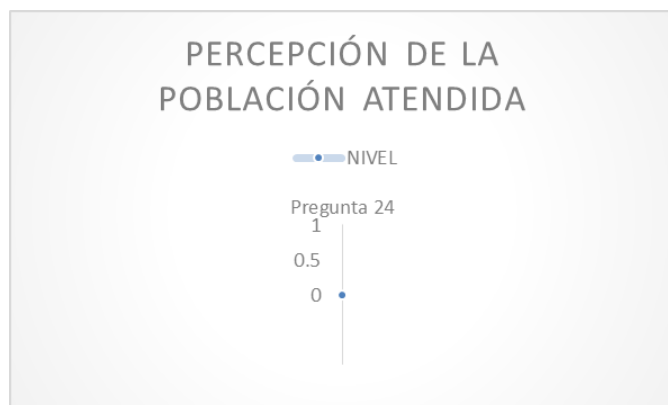 PERCEPCIÓN DE LA
POBLACIÓN ATENDIDA
NIVEL
Pregunta 24
1
0.5
0